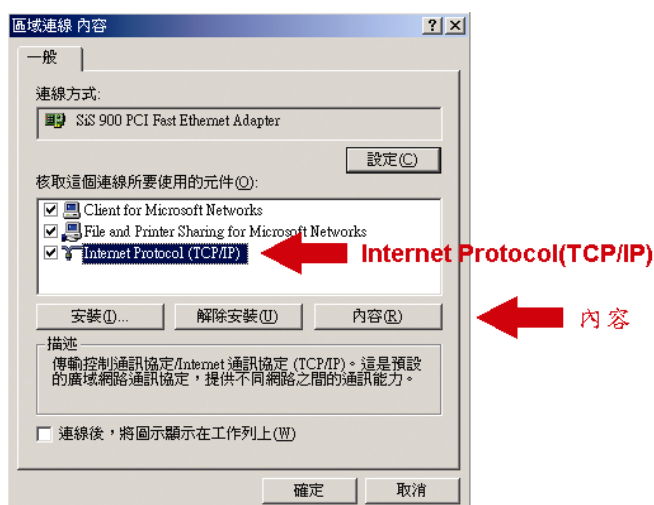 區域連線 內容
一般
連線方式:
SiS 900 PCI Fast Ethernet Adapter
設定(C)
核取這個連線所要使用的元件(O):
Client for Microsoft Networks
File and Printer Sharing for Microsoft Networks
Internet Protocol (TCP/IP)
Internet Protocol(TCP/IP)
安裝(I)... 解除安裝(U) 內容(R)
內容
描述
傳輸控制通訊協定/Internet 通訊協定 (TCP/IP)。這是預設
的廣域網路通訊協定，提供不同網路之間的通訊能力。
連線後，將圖示顯示在工作列上(W)
確定 取消